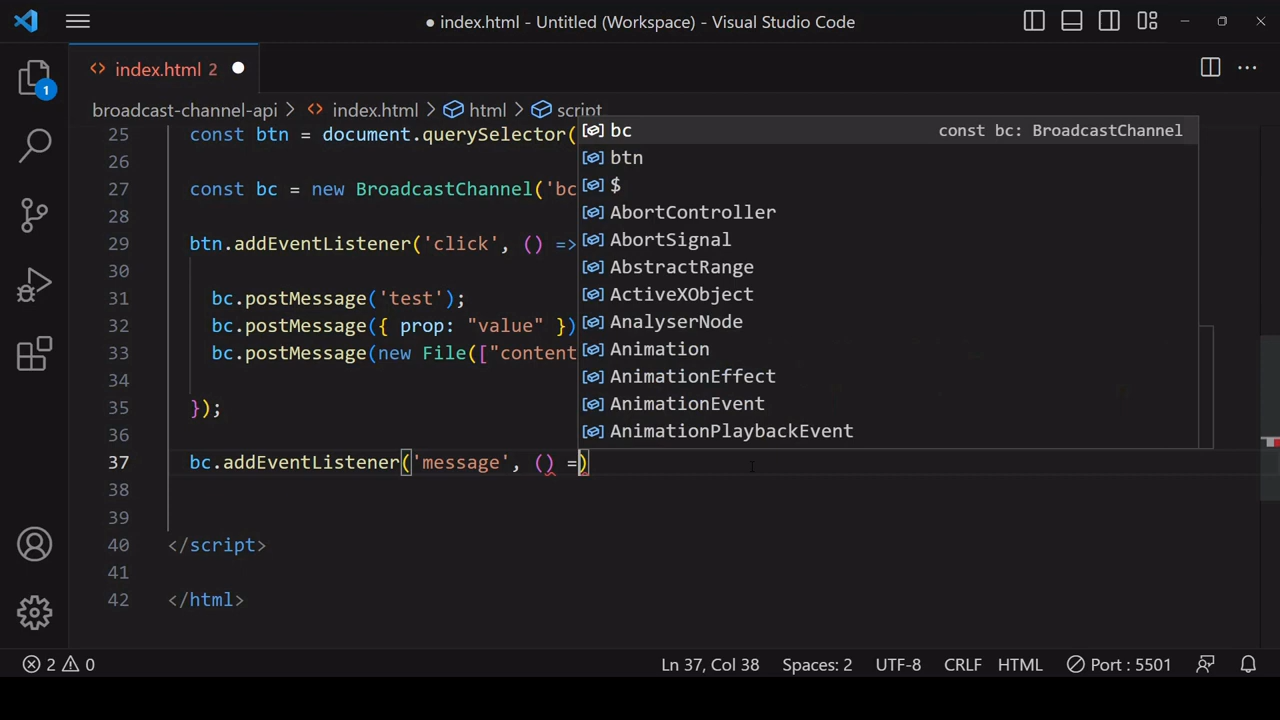 ● index.html - Untitled (Workspace) - Visual Studio Code
1
<> index.html 2 ●
broadcast-channel-api > <> index.html > html > script
25 const btn = document.querySelector(
26
27 const bc = new BroadcastChannel('bc
28
29 btn.addEventListener('click', () =>
30
31 bc.postMessage('test');
32 bc.postMessage({ prop: "value" })
33 bc.postMessage(new File(["content
34
35 });
36
37 bc.addEventListener('message', () =)
38
39
40 </script>
41
42 </html>
bc const bc: BroadcastChannel
btn
$
AbortController
AbortSignal
AbstractRange
ActiveXObject
AnalyserNode
Animation
AnimationEffect
AnimationEvent
AnimationPlaybackEvent
2 0 Ln 37, Col 38 Spaces: 2 UTF-8 CRLF HTML Port : 5501